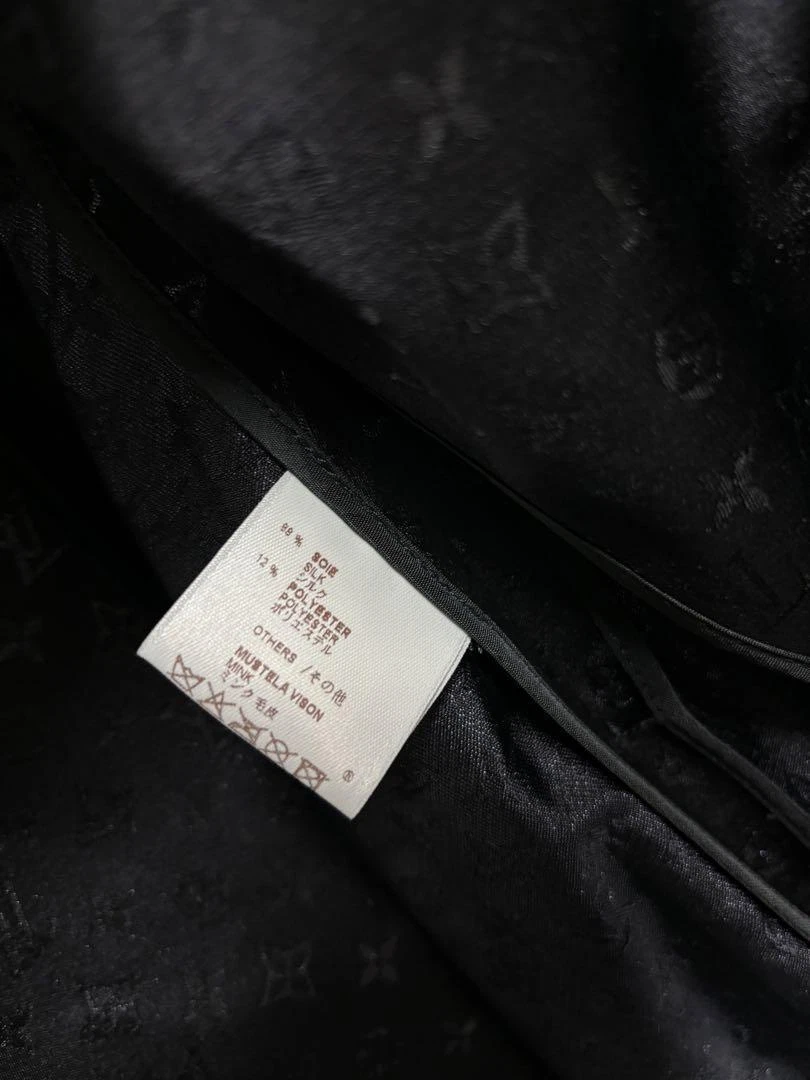 88 % SOIE
SILK
シルク
12 % POLYESTER
POLYESTER
ポリエステル
OTHERS /その他
MUSTELA VISON
MINK
ミンク毛皮